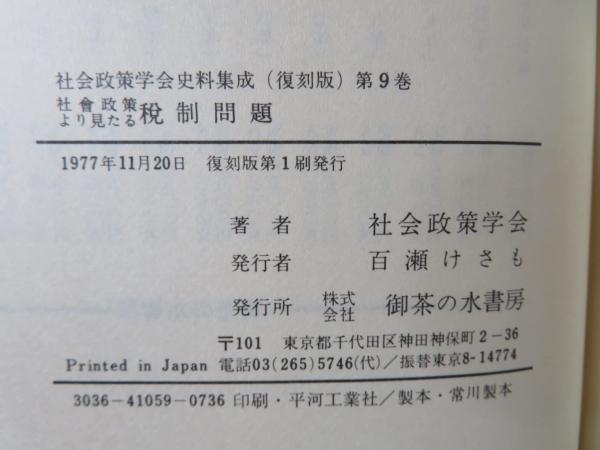 社会政策学会史料集成（復刻版）第9巻
社會政策より見たる税制問題
1977年11月20日　復刻版第1刷発行
著者　社会政策学会
発行者　百瀬けさも
発行所　株式会社　御茶の水書房
〒101　東京都千代田区神田神保町2-36
Printed in Japan 電話03(265)5746(代)／振替東京8-14774
3036-41059-0736 印刷・平河工業社／製本・常川製本